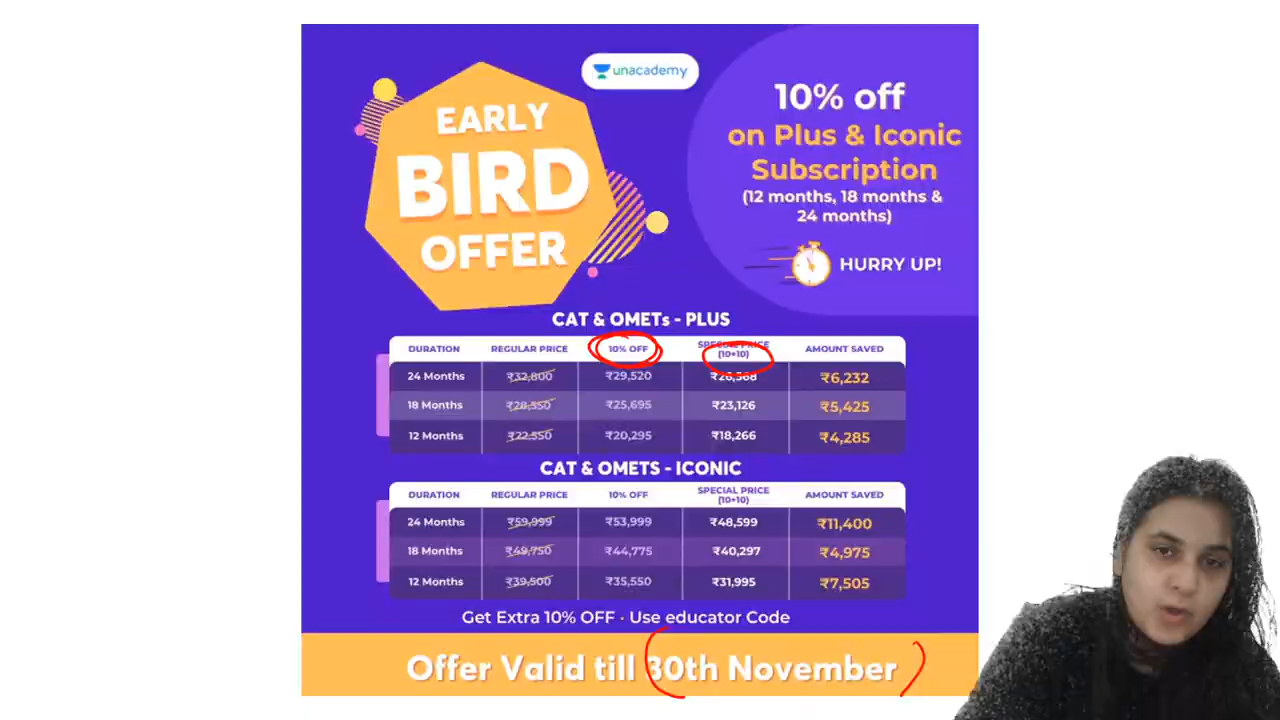 unacademy
EARLY
BIRD
OFFER
10% off
on Plus & Iconic
Subscription
(12 months, 18 months &
24 months)
HURRY UP!
CAT & OMETs - PLUS
DURATION REGULAR PRICE 10% OFF SPECIAL PRICE (10+10) AMOUNT SAVED
24 Months ₹32,800 ₹29,520 ₹26,568 ₹6,232
18 Months ₹28,550 ₹25,695 ₹23,126 ₹5,425
12 Months ₹22,550 ₹20,295 ₹18,266 ₹4,285
CAT & OMETS - ICONIC
DURATION REGULAR PRICE 10% OFF SPECIAL PRICE (10+10) AMOUNT SAVED
24 Months ₹59,999 ₹53,999 ₹48,599 ₹11,400
18 Months ₹49,750 ₹44,775 ₹40,297 ₹4,975
12 Months ₹39,500 ₹35,550 ₹31,995 ₹7,505
Get Extra 10% OFF · Use educator Code
Offer Valid till 30th November